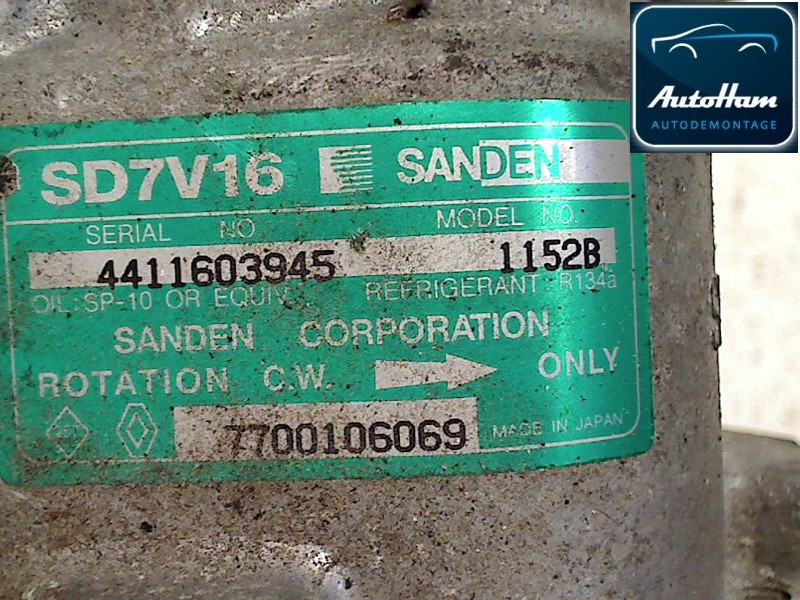 AutoHam
AUTODEMONTAGE
SD7V16 SANDEN
SERIAL NO MODEL NO.
4411603945 1152B
OIL: SP-10 OR EQUIV. REFRIGERANT: R134a
SANDEN CORPORATION
ROTATION C.W. ONLY
7700106069 MADE IN JAPAN